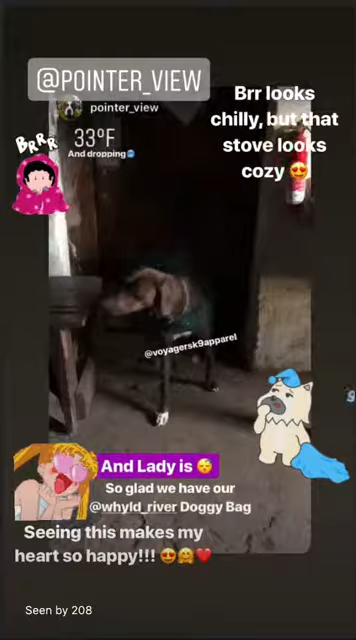 @POINTER_VIEW
pointer_view
Brr looks
chilly, but that
stove looks
cozy 😍
BRRR
33°F
And dropping🥶
@voyagersk9apparel
And Lady is 😴
So glad we have our
@whyld_river Doggy Bag
Seeing this makes my
heart so happy!!! 😍🤗❤️
Seen by 208